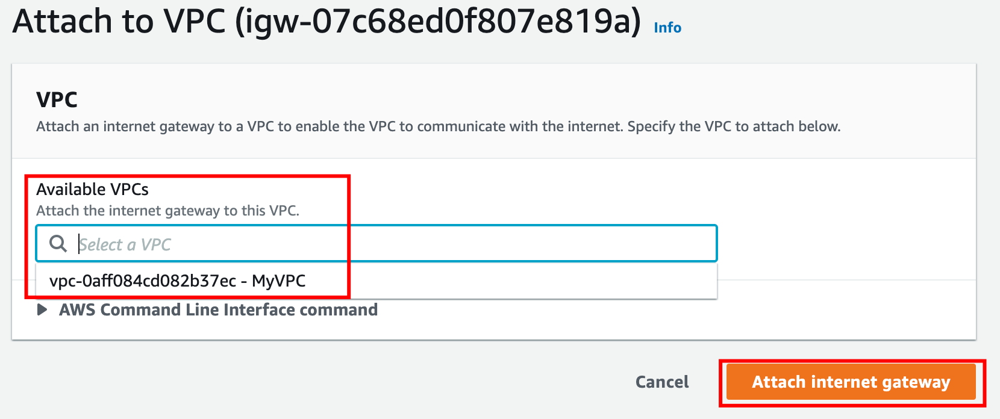 Attach to VPC (igw-07c68ed0f807e819a) Info
VPC
Attach an internet gateway to a VPC to enable the VPC to communicate with the internet. Specify the VPC to attach below.
Available VPCs
Attach the internet gateway to this VPC.
Select a VPC
vpc-0aff084cd082b37ec - MyVPC
AWS Command Line Interface command
Cancel
Attach internet gateway